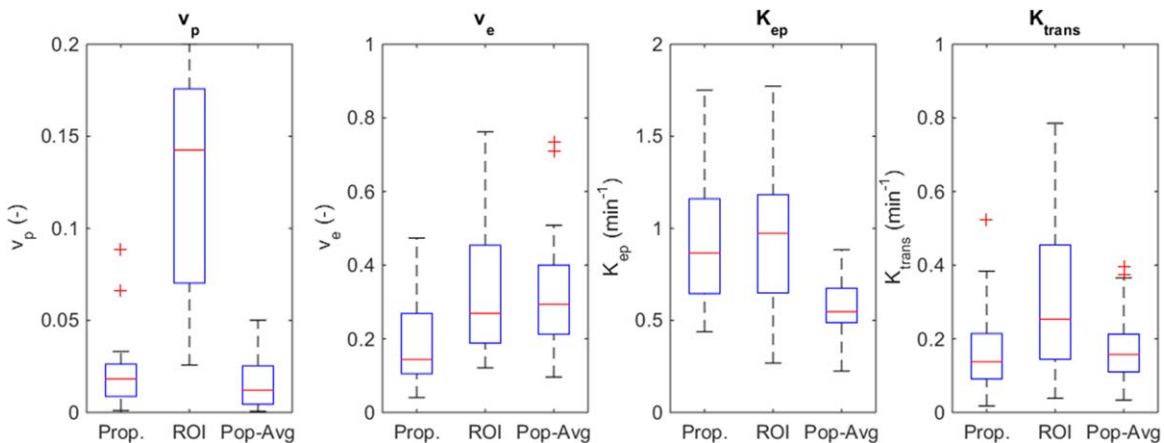 v_p
v_p (-)
0.2
0.15
0.1
0.05
0
Prop. ROI Pop-Avg
v_e
v_e (-)
1
0.8
0.6
0.4
0.2
0
Prop. ROI Pop-Avg
K_ep
K_ep (min^-1)
2
1.5
1
0.5
0
Prop. ROI Pop-Avg
K_trans
K_trans (min^-1)
1
0.8
0.6
0.4
0.2
0
Prop. ROI Pop-Avg